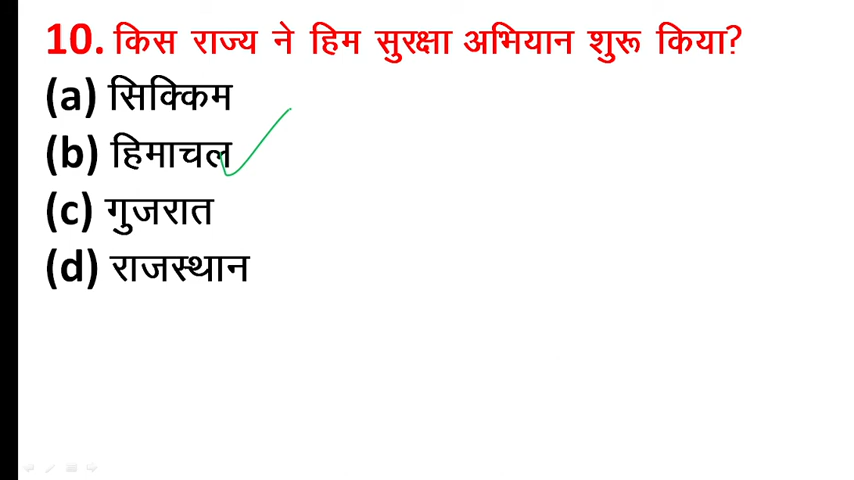 10. किस राज्य ने हिम सुरक्षा अभियान शुरू किया?
(a) सिक्किम
(b) हिमाचल
(c) गुजरात
(d) राजस्थान